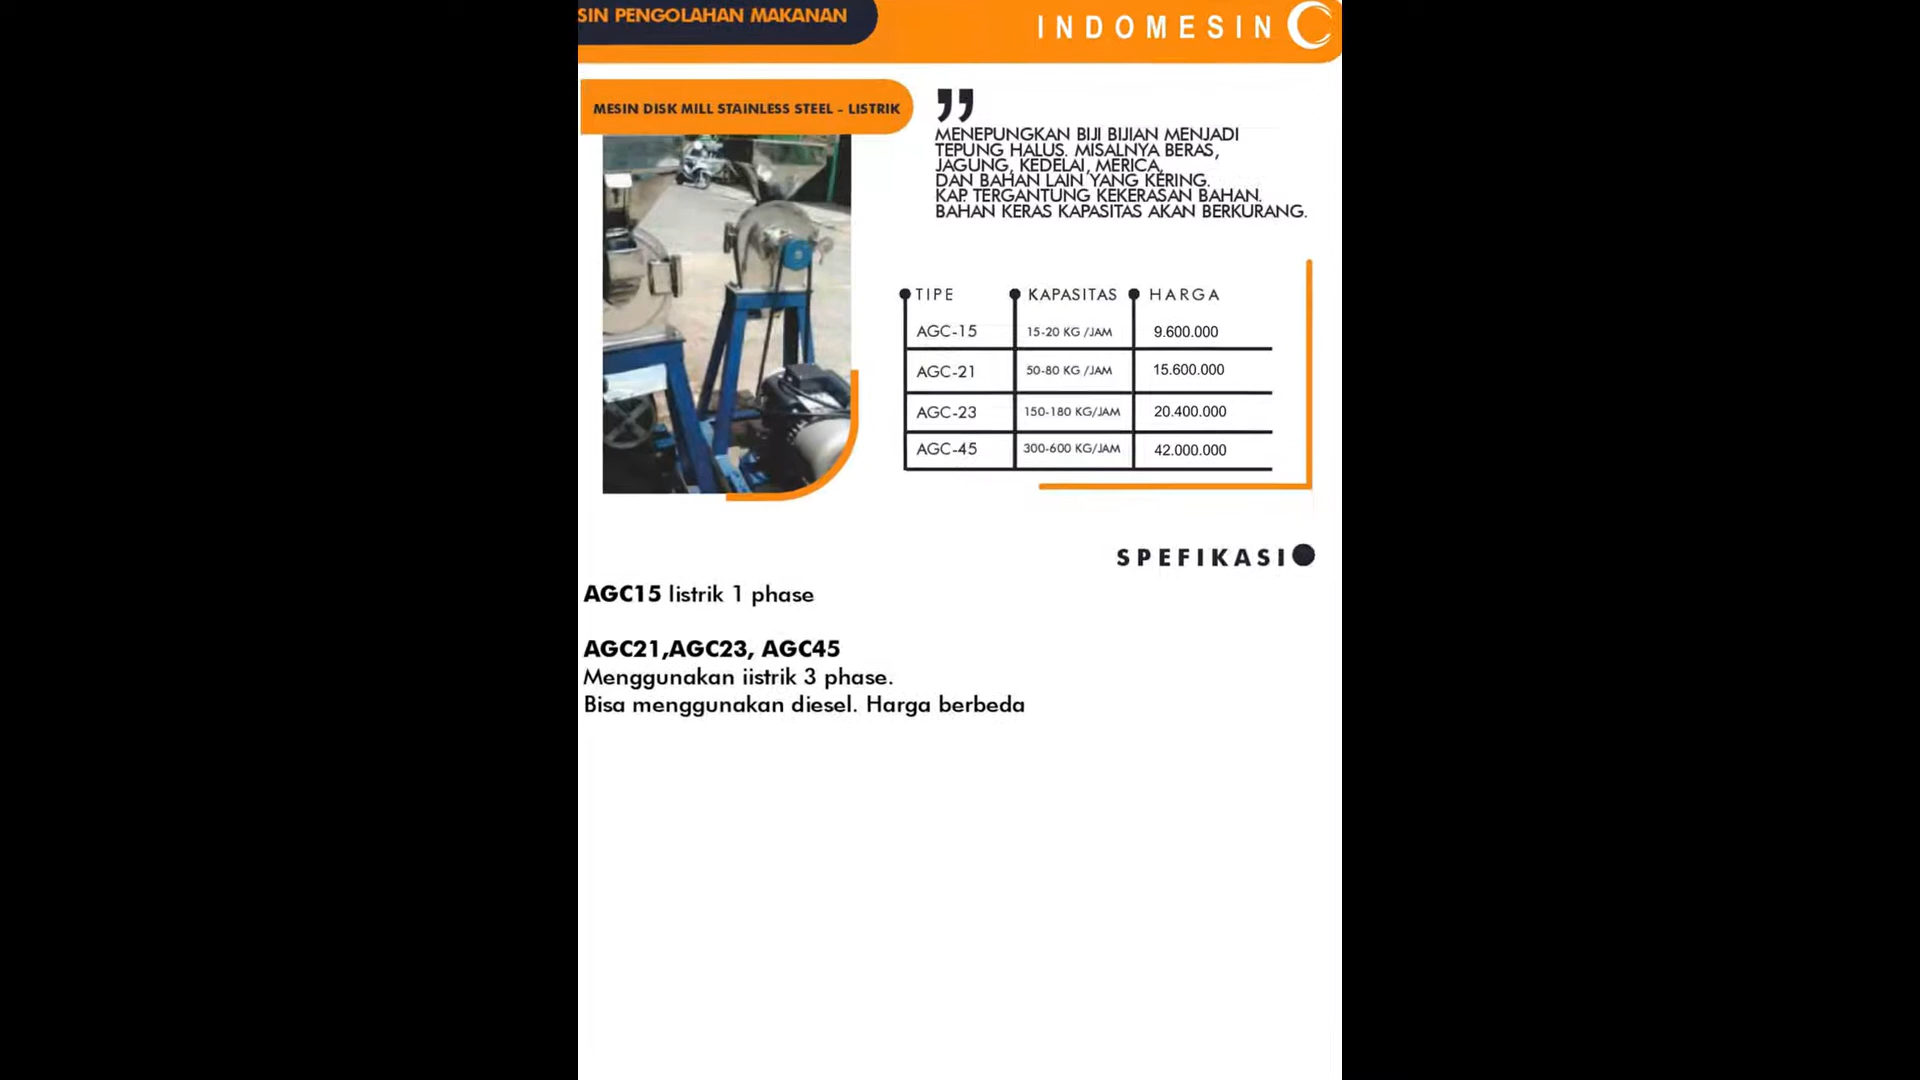 SIN PENGOLAHAN MAKANAN
INDOMESIN
MESIN DISK MILL STAINLESS STEEL - LISTRIK
”
MENEPUNGKAN BIJI BIJIAN MENJADI
TEPUNG HALUS. MISALNYA BERAS,
JAGUNG, KEDELAI, MERICA,
DAN BAHAN LAIN YANG KERING.
KAP. TERGANTUNG KEKERASAN BAHAN.
BAHAN KERAS KAPASITAS AKAN BERKURANG.
TIPE KAPASITAS HARGA
AGC-15 15-20 KG /JAM 9.600.000
AGC-21 50-80 KG /JAM 15.600.000
AGC-23 150-180 KG/JAM 20.400.000
AGC-45 300-600 KG/JAM 42.000.000
SPEFIKASI
AGC15 listrik 1 phase
AGC21,AGC23, AGC45
Menggunakan iistrik 3 phase.
Bisa menggunakan diesel. Harga berbeda